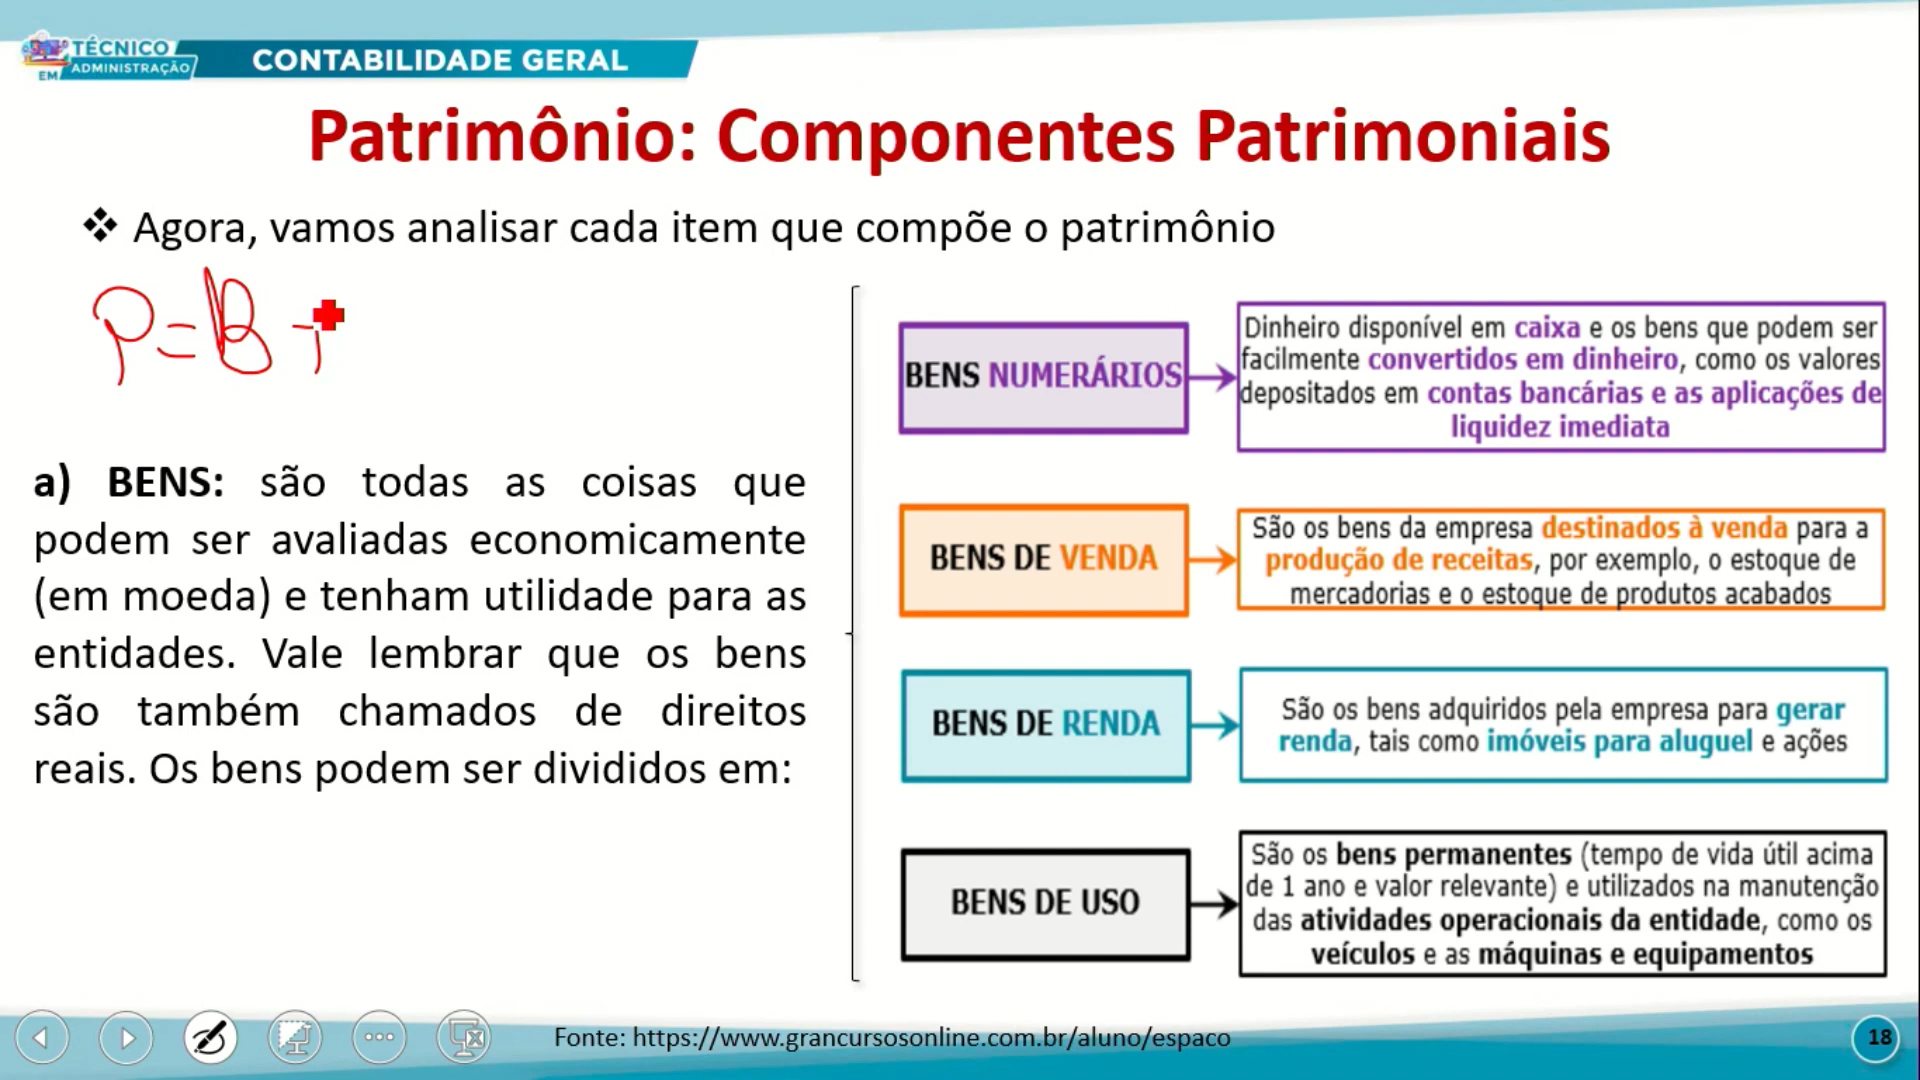 TÉCNICO
EM ADMINISTRAÇÃO
CONTABILIDADE GERAL
Patrimônio: Componentes Patrimoniais
❖ Agora, vamos analisar cada item que compõe o patrimônio
P=B+
a) BENS: são todas as coisas que
podem ser avaliadas economicamente
(em moeda) e tenham utilidade para as
entidades. Vale lembrar que os bens
são também chamados de direitos
reais. Os bens podem ser divididos em:
BENS NUMERÁRIOS
Dinheiro disponível em caixa e os bens que podem ser
facilmente convertidos em dinheiro, como os valores
depositados em contas bancárias e as aplicações de
liquidez imediata
BENS DE VENDA
São os bens da empresa destinados à venda para a
produção de receitas, por exemplo, o estoque de
mercadorias e o estoque de produtos acabados
BENS DE RENDA
São os bens adquiridos pela empresa para gerar
renda, tais como imóveis para aluguel e ações
BENS DE USO
São os bens permanentes (tempo de vida útil acima
de 1 ano e valor relevante) e utilizados na manutenção
das atividades operacionais da entidade, como os
veículos e as máquinas e equipamentos
Fonte: https://www.grancursosonline.com.br/aluno/espaco
18